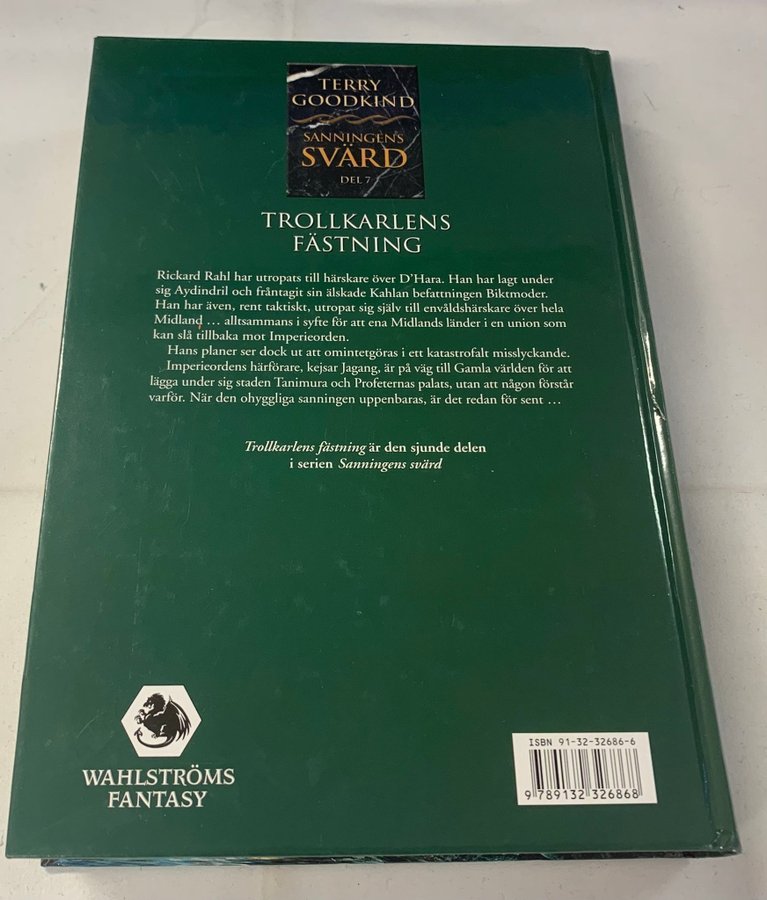 TERRY
GOODKIND
SANNINGENS
SVÄRD
DEL 7
TROLLKARLENS
FÄSTNING
Rickard Rahl har utropats till härskare över D'Hara. Han har lagt under
sig Aydindril och fråntagit sin älskade Kahlan befattningen Biktmoder.
Han har även, rent taktiskt, utropat sig själv till envåldshärskare över hela
Midland … alltsammans i syfte för att ena Midlands länder i en union som
kan slå tillbaka mot Imperieorden.
Hans planer ser dock ut att omintetgöras i ett katastrofalt misslyckande.
Imperieordens härförare, kejsar Jagang, är på väg till Gamla världen för att
lägga under sig staden Tanimura och Profeternas palats, utan att någon förstår
varför. När den ohyggliga sanningen uppenbaras, är det redan för sent …
Trollkarlens fästning är den sjunde delen
i serien Sanningens svärd
WAHLSTRÖMS
FANTASY
ISBN 91-32-32686-6
9 789132 326868